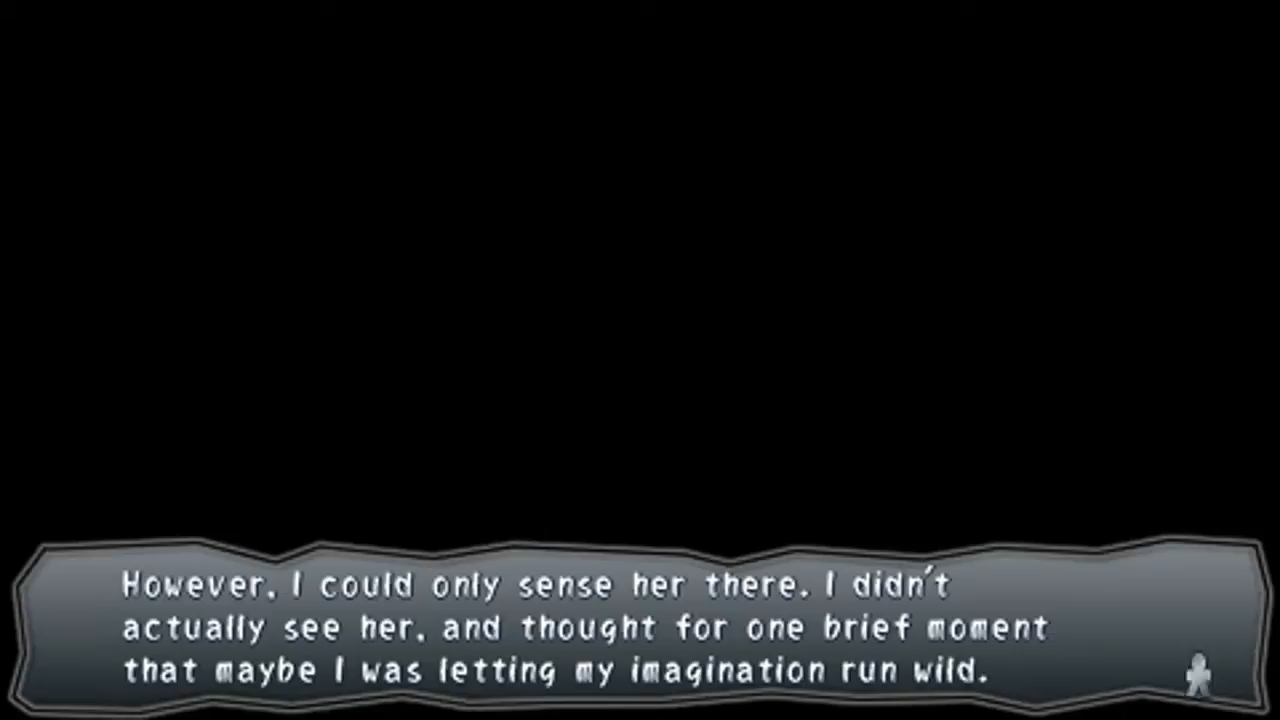 However, I could only sense her there. I didn't
actually see her, and thought for one brief moment
that maybe I was letting my imagination run wild.